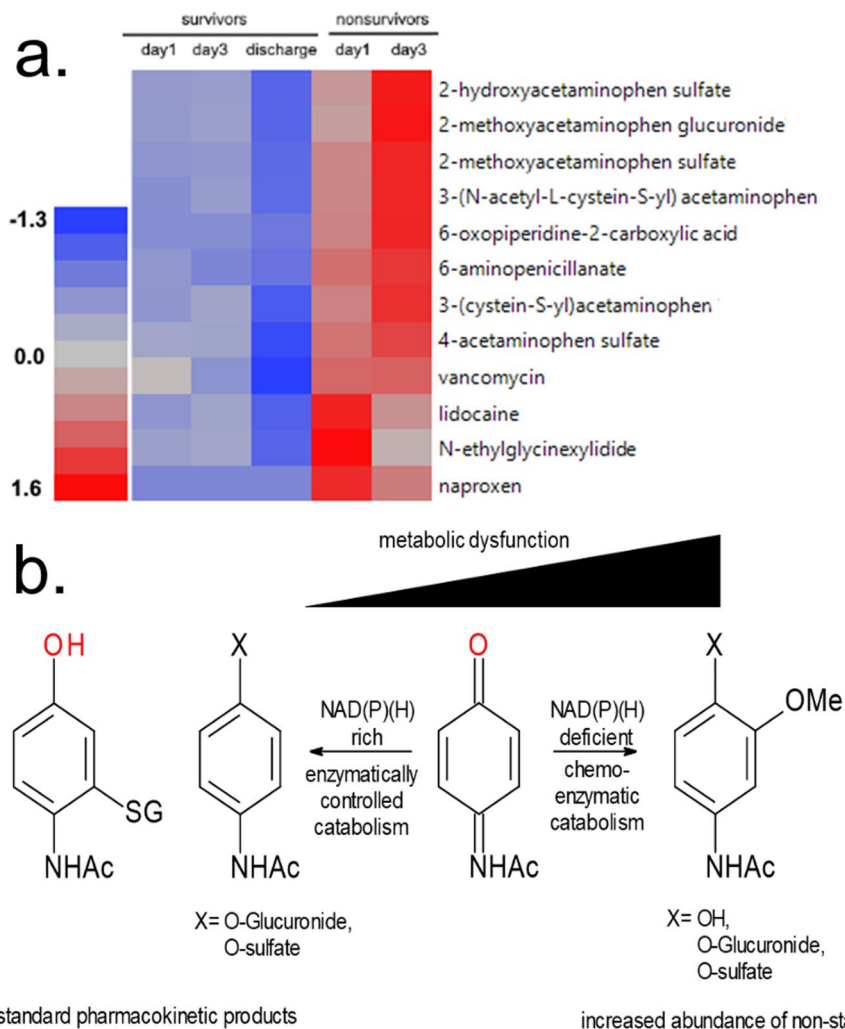 survivors nonsurvivors
a. day1 day3 discharge day1 day3
2-hydroxyacetaminophen sulfate
2-methoxyacetaminophen glucuronide
2-methoxyacetaminophen sulfate
3-(N-acetyl-L-cystein-S-yl) acetaminophen
-1.3
6-oxopiperidine-2-carboxylic acid
6-aminopenicillanate
3-(cystein-S-yl)acetaminophen
4-acetaminophen sulfate
0.0
vancomycin
lidocaine
N-ethylglycinexylidide
1.6 naproxen
b. metabolic dysfunction
OH X O X
OMe
NAD(P)(H) NAD(P)(H)
rich deficient
enzymatically chemo-
controlled enzymatic
catabolism catabolism
SG
NHAc NHAc NHAc NHAc
X= O-Glucuronide, X= OH,
O-sulfate O-Glucuronide,
O-sulfate
standard pharmacokinetic products increased abundance of